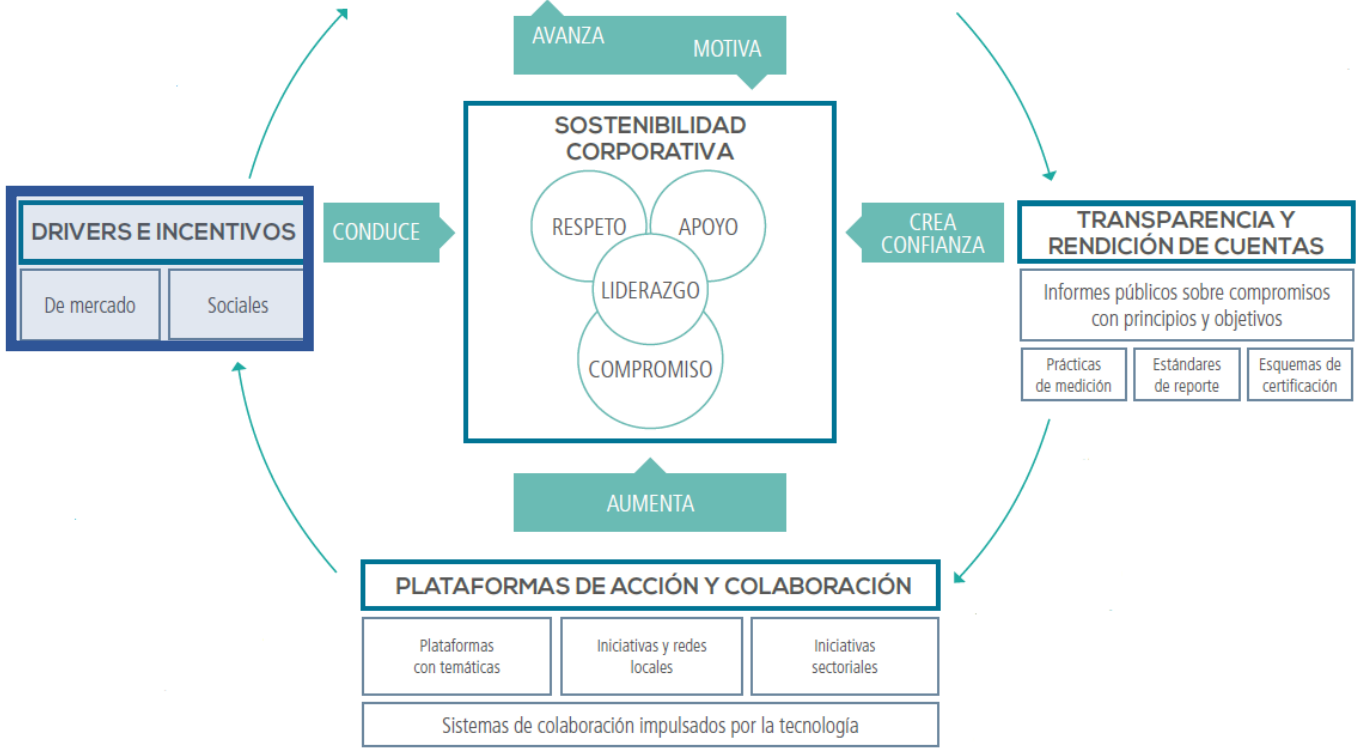 AVANZA
MOTIVA
SOSTENIBILIDAD
CORPORATIVA
RESPETO
APOYO
LIDERAZGO
COMPROMISO
DRIVERS E INCENTIVOS
De mercado
Sociales
CONDUCE
CREA
CONFIANZA
TRANSPARENCIA Y
RENDICIÓN DE CUENTAS
Informes públicos sobre compromisos
con principios y objetivos
Prácticas
de medición
Estándares
de reporte
Esquemas de
certificación
AUMENTA
PLATAFORMAS DE ACCIÓN Y COLABORACIÓN
Plataformas
con temáticas
Iniciativas y redes
locales
Iniciativas
sectoriales
Sistemas de colaboración impulsados por la tecnología